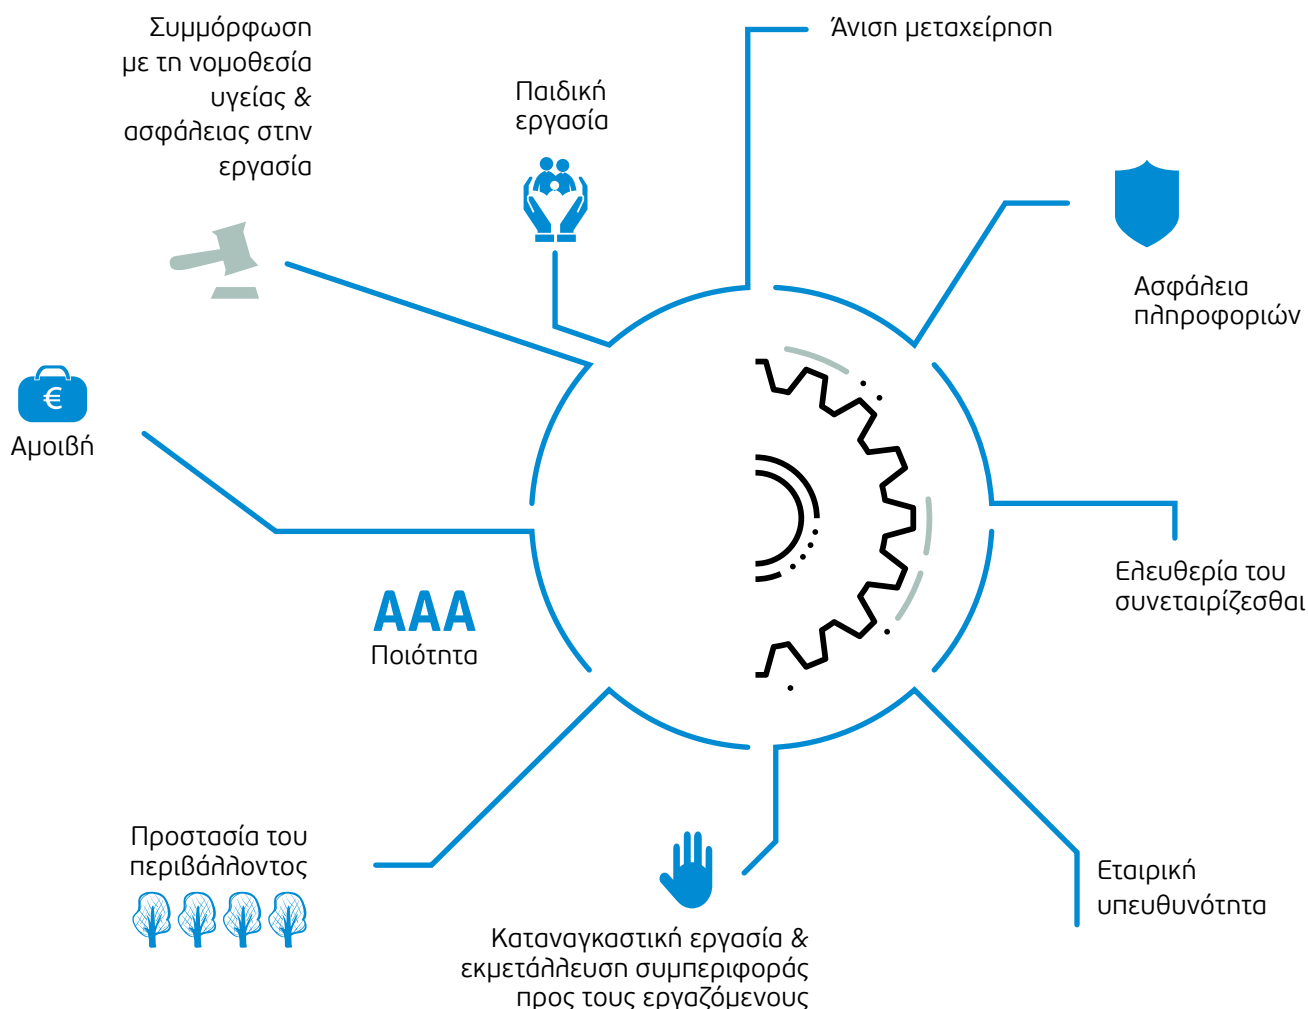 Συμμόρφωση
με τη νομοθεσία
υγείας &
ασφάλειας στην
εργασία
Παιδική
εργασία
Άνιση μεταχείρηση
Ασφάλεια
πληροφοριών
€
Αμοιβή
Ελευθερία του
συνεταιρίζεσθαι
AAA
Ποιότητα
Προστασία του
περιβάλλοντος
Εταιρική
υπευθυνότητα
Καταναγκαστική εργασία &
εκμετάλλευση συμπεριφοράς
προς τους εργαζόμενους